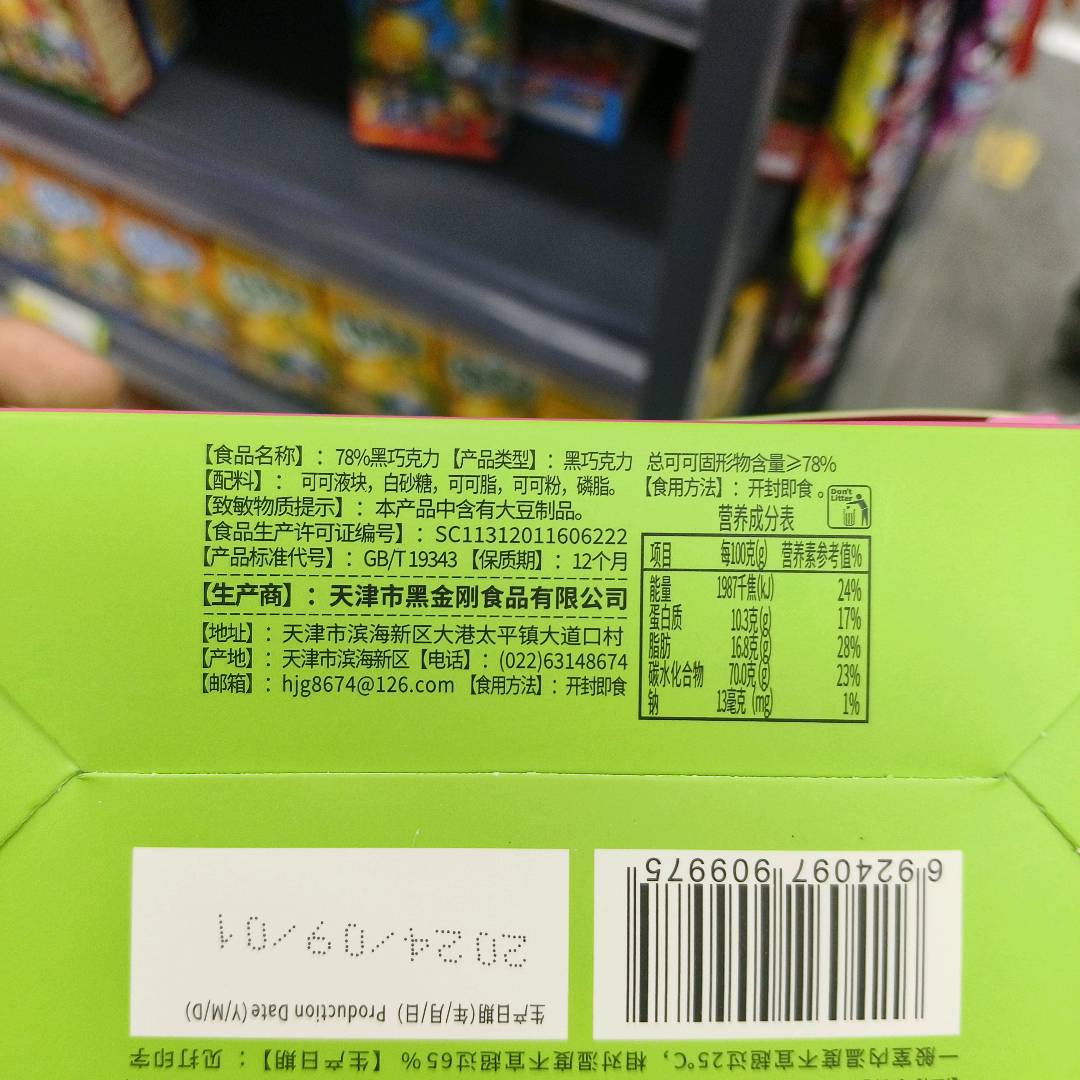 【食品名称】：78%黑巧克力【产品类型】：黑巧克力 总可可固形物含量≥78%
【配料】：可可液块，白砂糖，可可脂，可可粉，磷脂。【食用方法】：开封即食。
Don't Litter
【致敏物质提示】：本产品中含有大豆制品。
【食品生产许可证编号】：SC11312011606222
【产品标准代号】：GB/T 19343【保质期】：12个月
【生产商】：天津市黑金刚食品有限公司
【地址】：天津市滨海新区大港太平镇大道口村
【产地】：天津市滨海新区【电话】：(022)63148674
【邮箱】：hjg8674@126.com【食用方法】：开封即食
营养成分表
项目 每100克(g) 营养素参考值%
能量 1987千焦(kJ) 24%
蛋白质 10.3克(g) 17%
脂肪 16.8克(g) 28%
碳水化合物 70.0克(g) 23%
钠 13毫克(mg) 1%
一般室内温度不宜超过25℃，相对湿度不宜超过65%【生产日期】：见打印字
生产日期(年/月/日) Production Date (Y/M/D)
2024/09/01
6 924097 909975